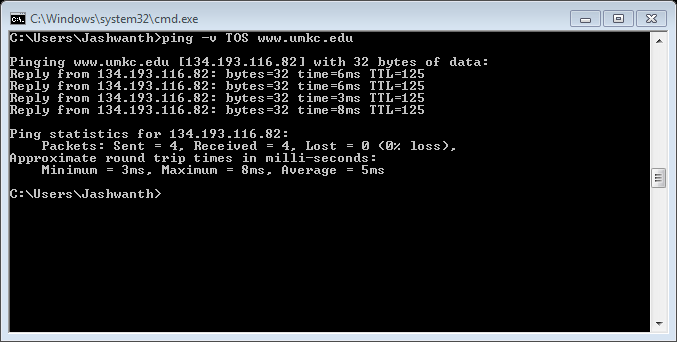 C:\Windows\system32\cmd.exe
C:\Users\Jashwanth>ping -v TOS www.umkc.edu
Pinging www.umkc.edu [134.193.116.82] with 32 bytes of data:
Reply from 134.193.116.82: bytes=32 time=6ms TTL=125
Reply from 134.193.116.82: bytes=32 time=6ms TTL=125
Reply from 134.193.116.82: bytes=32 time=3ms TTL=125
Reply from 134.193.116.82: bytes=32 time=8ms TTL=125
Ping statistics for 134.193.116.82:
    Packets: Sent = 4, Received = 4, Lost = 0 (0% loss),
Approximate round trip times in milli-seconds:
    Minimum = 3ms, Maximum = 8ms, Average = 5ms
C:\Users\Jashwanth>